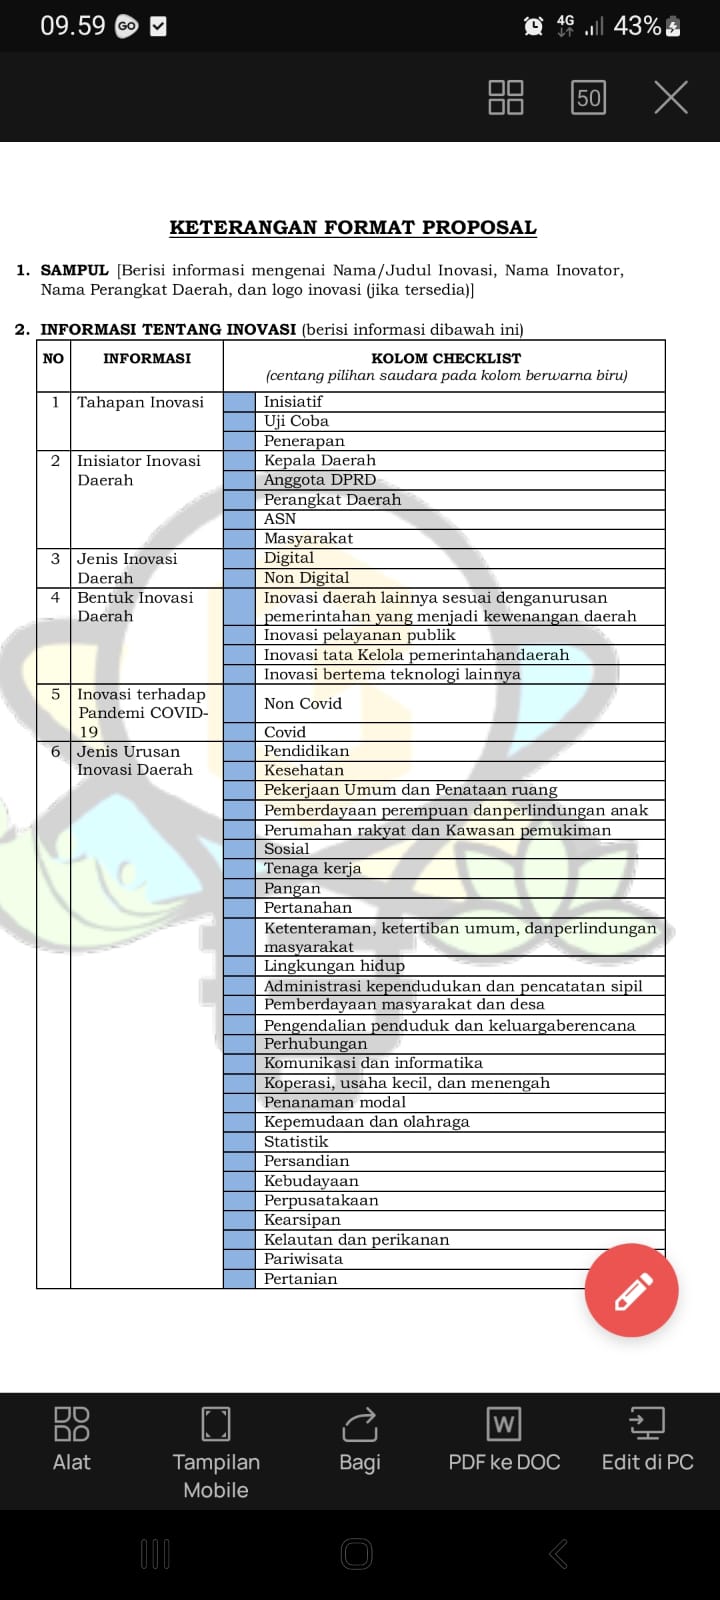 09.59 GO 4G 43%
50
KETERANGAN FORMAT PROPOSAL
1. SAMPUL [Berisi informasi mengenai Nama/Judul Inovasi, Nama Inovator,
Nama Perangkat Daerah, dan logo inovasi (jika tersedia)]
2. INFORMASI TENTANG INOVASI (berisi informasi dibawah ini)
NO INFORMASI KOLOM CHECKLIST
(centang pilihan saudara pada kolom berwarna biru)
1 Tahapan Inovasi Inisiatif
Uji Coba
Penerapan
2 Inisiator Inovasi Kepala Daerah
Daerah Anggota DPRD
Perangkat Daerah
ASN
Masyarakat
3 Jenis Inovasi Digital
Daerah Non Digital
4 Bentuk Inovasi Inovasi daerah lainnya sesuai denganurusan
Daerah pemerintahan yang menjadi kewenangan daerah
Inovasi pelayanan publik
Inovasi tata Kelola pemerintahandaerah
Inovasi bertema teknologi lainnya
5 Inovasi terhadap
Pandemi COVID- Non Covid
19 Covid
6 Jenis Urusan Pendidikan
Inovasi Daerah Kesehatan
Pekerjaan Umum dan Penataan ruang
Pemberdayaan perempuan danperlindungan anak
Perumahan rakyat dan Kawasan pemukiman
Sosial
Tenaga kerja
Pangan
Pertanahan
Ketenteraman, ketertiban umum, danperlindungan
masyarakat
Lingkungan hidup
Administrasi kependudukan dan pencatatan sipil
Pemberdayaan masyarakat dan desa
Pengendalian penduduk dan keluargaberencana
Perhubungan
Komunikasi dan informatika
Koperasi, usaha kecil, dan menengah
Penanaman modal
Kepemudaan dan olahraga
Statistik
Persandian
Kebudayaan
Perpusatakaan
Kearsipan
Kelautan dan perikanan
Pariwisata
Pertanian
Alat Tampilan Bagi PDF ke DOC Edit di PC
Mobile